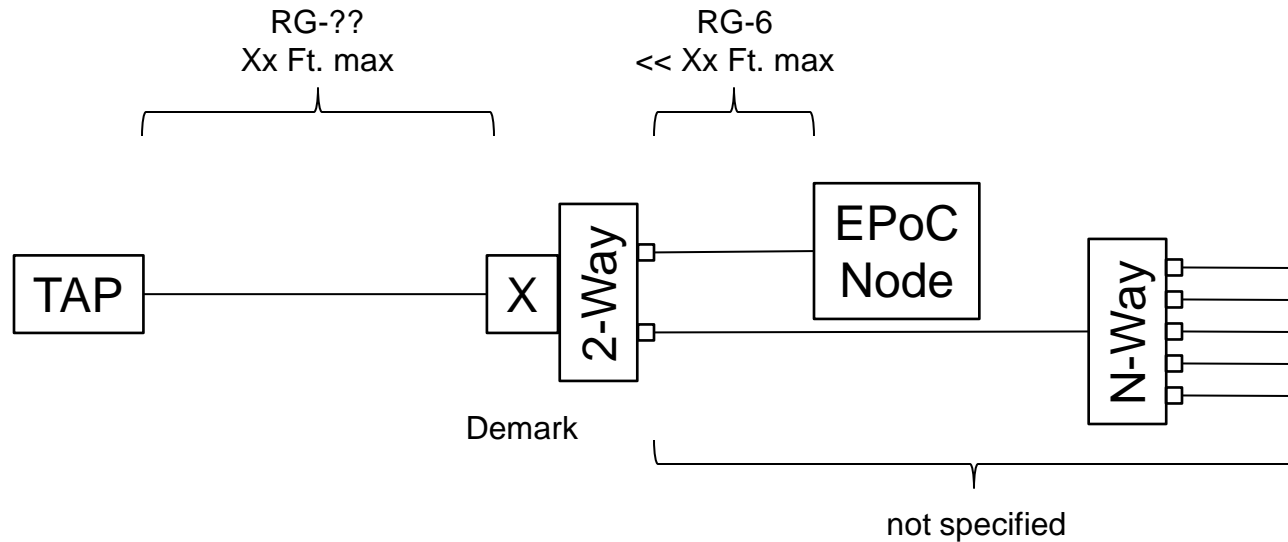 RG-??
Xx Ft. max
RG-6
<< Xx Ft. max
TAP
X
2-Way
EPoC
Node
N-Way
Demark
not specified